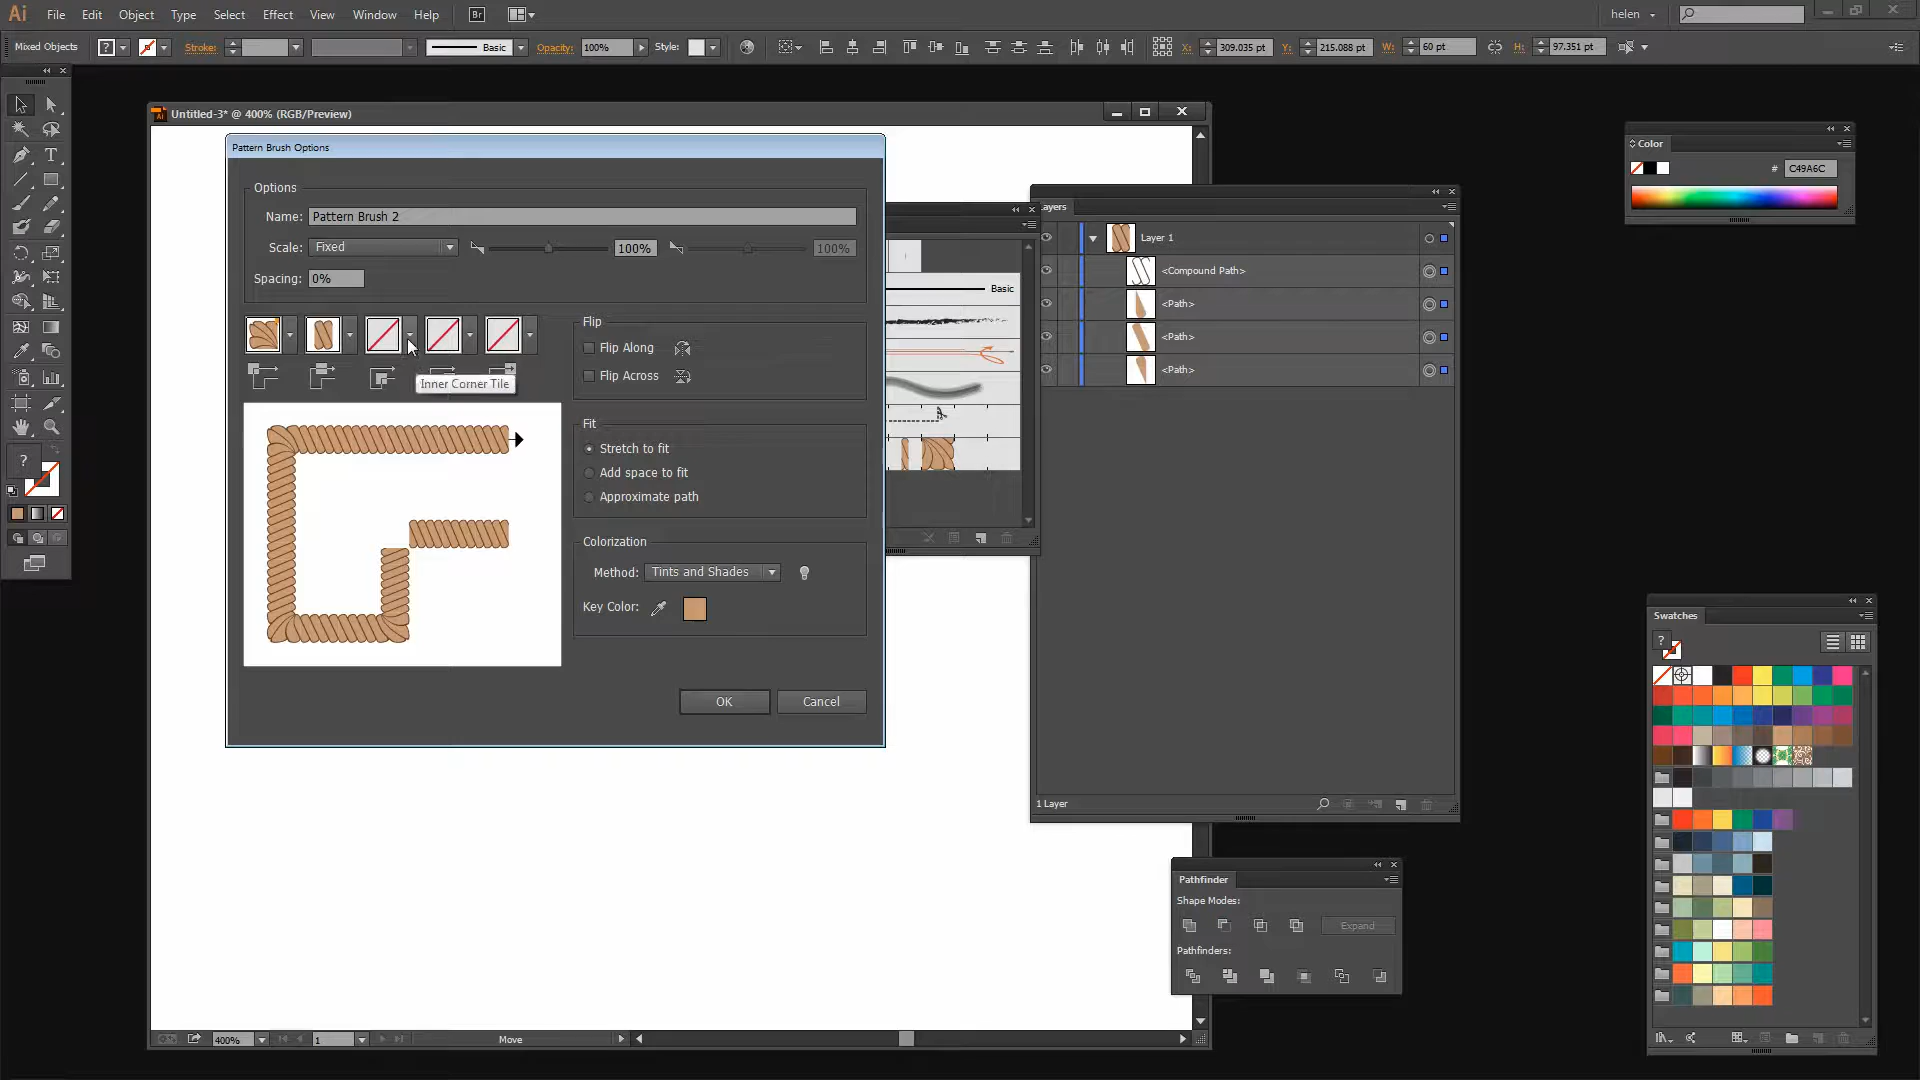 Ai File Edit Object Type Select Effect View Window Help Br helen
Mixed Objects ? Stroke: Basic Opacity: 100% Style: X: 309.035 pt Y: 215.088 pt W: 60 pt H: 97.351 pt
Untitled-3* @ 400% (RGB/Preview)
Pattern Brush Options
Options
Name: Pattern Brush 2
Scale: Fixed 100% 100%
Spacing: 0%
Flip
Flip Along
Flip Across
Inner Corner Tile
Fit
Stretch to fit
Add space to fit
Approximate path
Colorization
Method: Tints and Shades
Key Color:
OK Cancel
Basic
ayers
Layer 1
<Compound Path>
<Path>
<Path>
<Path>
1 Layer
Color
# C49A6C
Swatches
?
Pathfinder
Shape Modes:
Expand
Pathfinders:
?
400% 1 Move